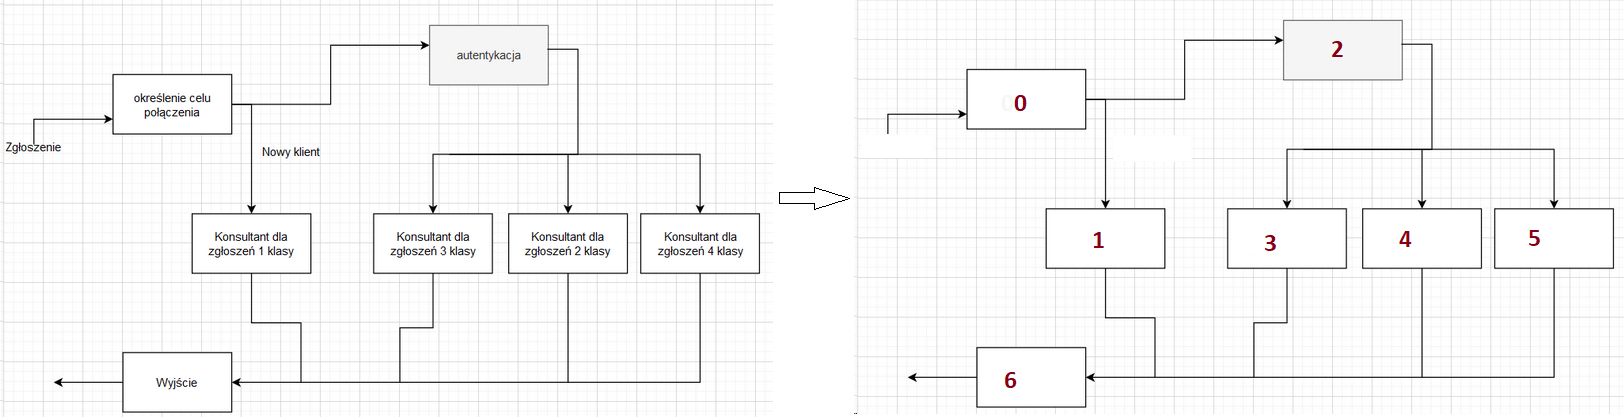 autentykacja
określenie celu
połączenia
Zgłoszenie
Nowy klient
Konsultant dla
zgłoszeń 1 klasy
Konsultant dla
zgłoszeń 3 klasy
Konsultant dla
zgłoszeń 2 klasy
Konsultant dla
zgłoszeń 4 klasy
Wyjście
2
0
1
3
4
5
6